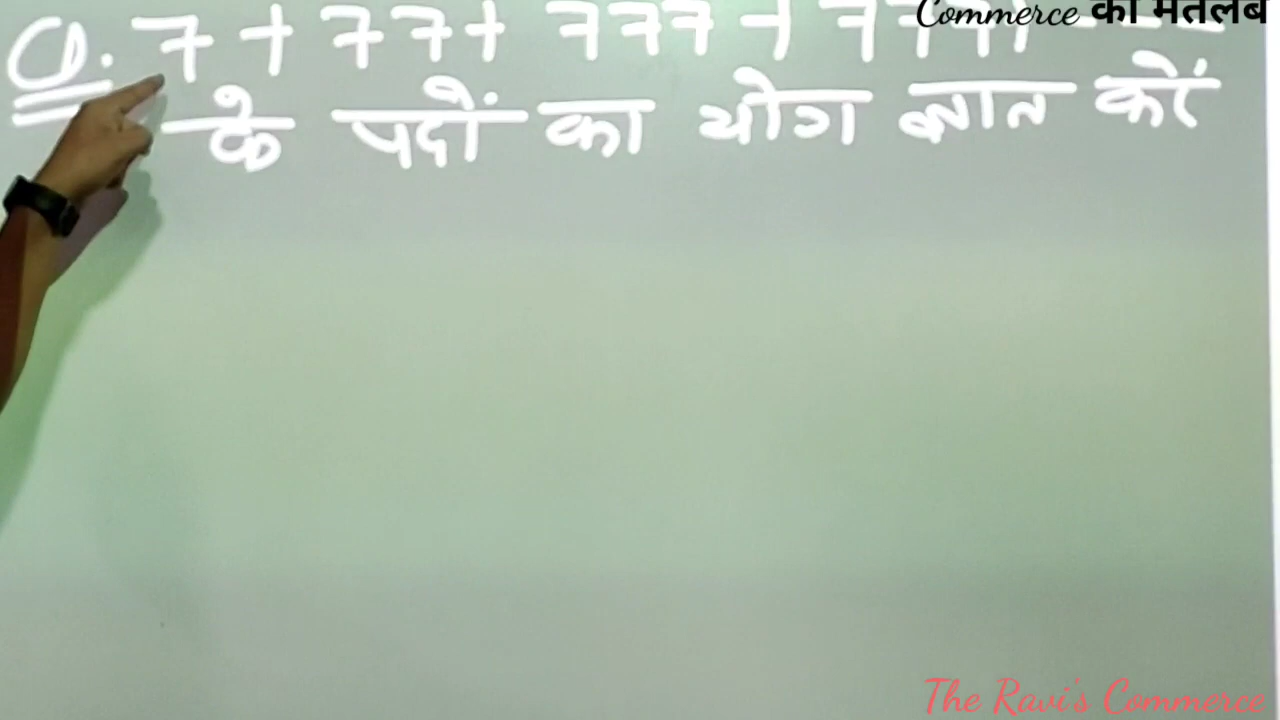 Q. 7 + 77 + 777 + 7777 - - -
Commerce का मतलब
के पदों का योग ज्ञात करें
The Ravi's Commerce